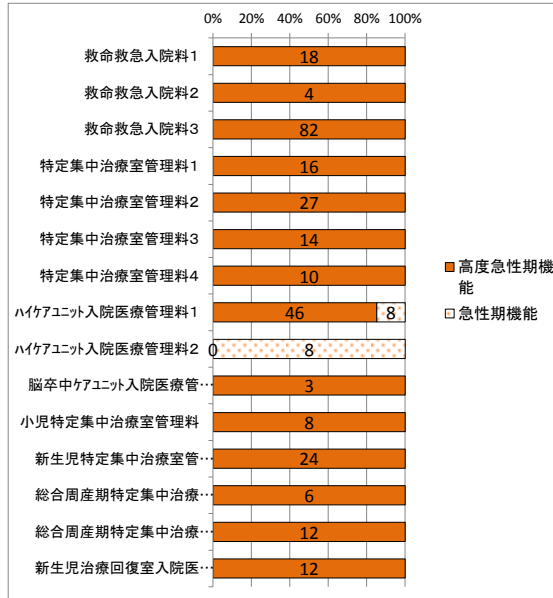 0% 20% 40% 60% 80% 100%
救命救急入院料1 18
救命救急入院料2 4
救命救急入院料3 82
特定集中治療室管理料1 16
特定集中治療室管理料2 27
特定集中治療室管理料3 14
特定集中治療室管理料4 10
ハイケアユニット入院医療管理料1 46 8
ハイケアユニット入院医療管理料2 0 8
脳卒中ケアユニット入院医療管… 3
小児特定集中治療室管理料 8
新生児特定集中治療室管… 24
総合周産期特定集中治療… 6
総合周産期特定集中治療… 12
新生児治療回復室入院医… 12
高度急性期機
能
急性期機能